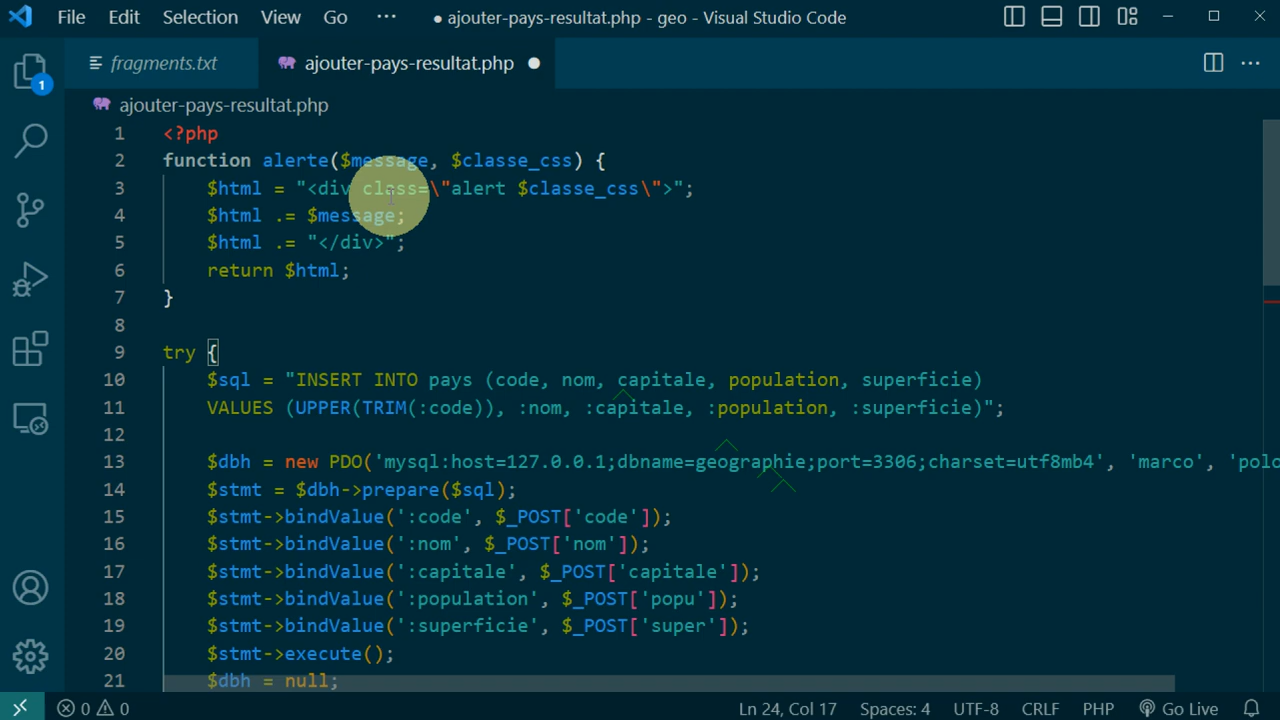 File Edit Selection View Go ··· ● ajouter-pays-resultat.php - geo - Visual Studio Code
fragments.txt ajouter-pays-resultat.php
1
ajouter-pays-resultat.php
1 <?php
2 function alerte($message, $classe_css) {
3 $html = "<div class=\"alert $classe_css\">";
4 $html .= $message;
5 $html .= "</div>";
6 return $html;
7 }
8
9 try {
10 $sql = "INSERT INTO pays (code, nom, capitale, population, superficie)
11 VALUES (UPPER(TRIM(:code)), :nom, :capitale, :population, :superficie)";
12
13 $dbh = new PDO('mysql:host=127.0.0.1;dbname=geographie;port=3306;charset=utf8mb4', 'marco', 'polo
14 $stmt = $dbh->prepare($sql);
15 $stmt->bindValue(':code', $_POST['code']);
16 $stmt->bindValue(':nom', $_POST['nom']);
17 $stmt->bindValue(':capitale', $_POST['capitale']);
18 $stmt->bindValue(':population', $_POST['popu']);
19 $stmt->bindValue(':superficie', $_POST['super']);
20 $stmt->execute();
21 $dbh = null;
0 0 Ln 24, Col 17 Spaces: 4 UTF-8 CRLF PHP Go Live